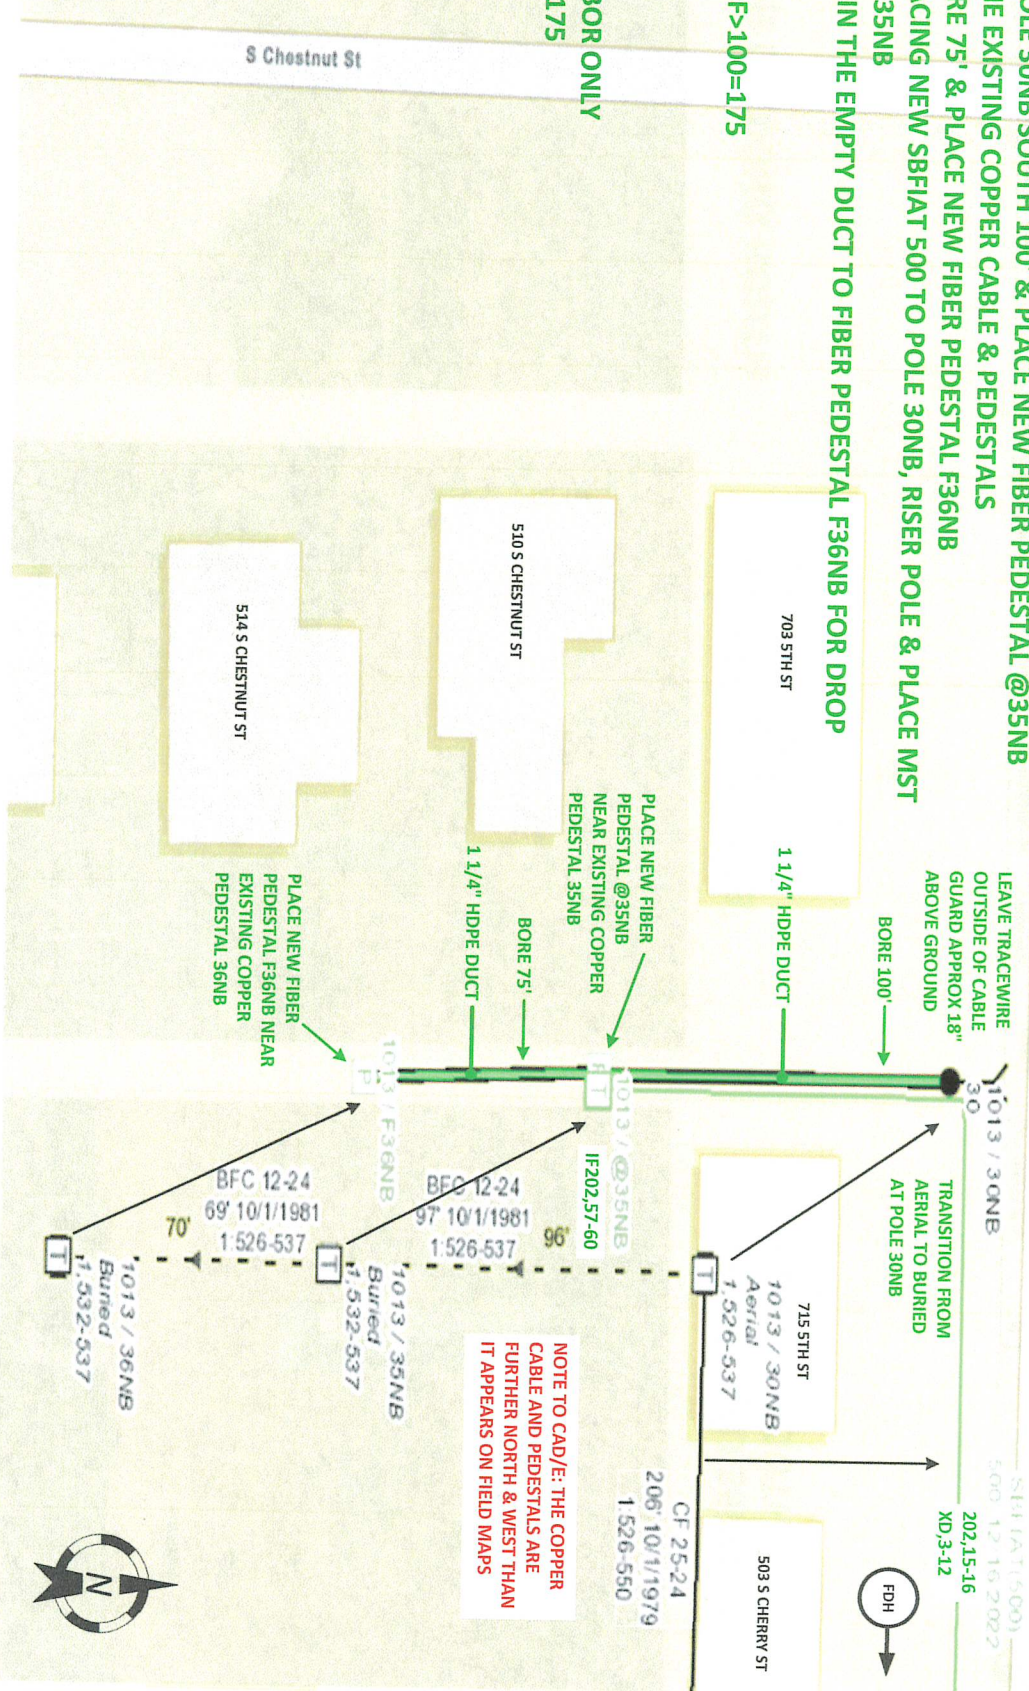 OLE 30NB SOUTH 100' & PLACE NEW FIBER PEDESTAL @35NB
EXISTING COPPER CABLE & PEDESTALS
RE 75' & PLACE NEW FIBER PEDESTAL F36NB
ACING NEW SBFIAT 500 TO POLE 30NB, RISER POLE & PLACE MST
35NB
IN THE EMPTY DUCT TO FIBER PEDESTAL F36NB FOR DROP
F>100=175
BOR ONLY
175
S Chestnut St
703 5TH ST
510 S CHESTNUT ST
514 S CHESTNUT ST
LEAVE TRACEWIRE
OUTSIDE OF CABLE
GUARD APPROX 18"
ABOVE GROUND
BORE 100'
1 1/4" HDPE DUCT
PLACE NEW FIBER
PEDESTAL @35NB
NEAR EXISTING COPPER
PEDESTAL 35NB
BORE 75'
1 1/4" HDPE DUCT
PLACE NEW FIBER
PEDESTAL F36NB NEAR
EXISTING COPPER
PEDESTAL 36NB
1013 / 30NB
30
1013 / @35NB
T
IF202,57-60
1013 / F36NB
P
TRANSITION FROM
AERIAL TO BURIED
AT POLE 30NB
715 5TH ST
1013 / 30NB
Aerial
1,526-537
T
96'
BFC 12-24
97' 10/1/1981
1:526-537
1013 / 35NB
Buried
1,532-537
T
BFC 12-24
69' 10/1/1981
1:526-537
70'
1013 / 36NB
Buried
1,532-537
T
SBFIAT(500)
500' 12/16/2022
202,15-16
XD,3-12
FDH
503 S CHERRY ST
CF 25-24
206' 10/1/1979
1:526-550
NOTE TO CAD/E: THE COPPER
CABLE AND PEDESTALS ARE
FURTHER NORTH & WEST THAN
IT APPEARS ON FIELD MAPS
N